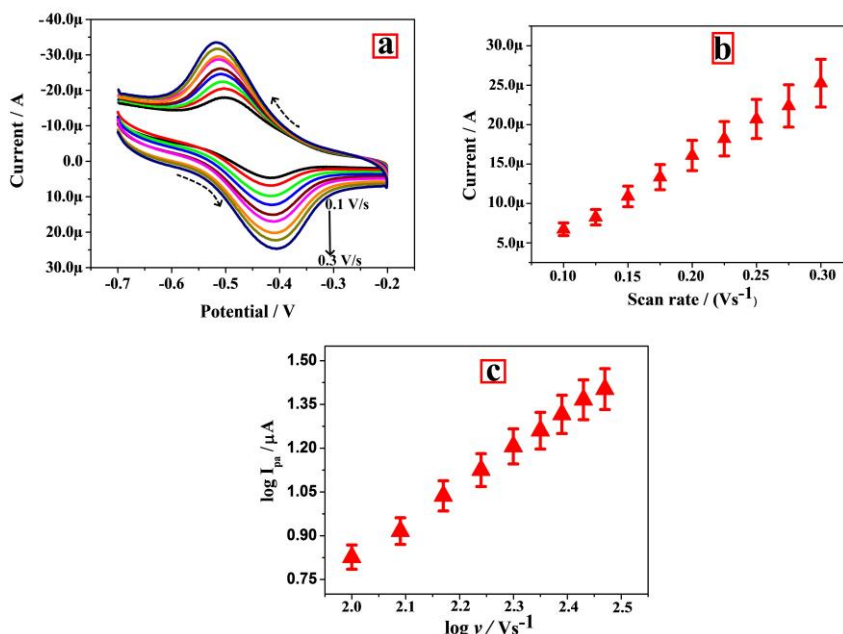 a
-40.0µ
-30.0µ
-20.0µ
-10.0µ
0.0
10.0µ
20.0µ
30.0µ
Current / A
0.1 V/s
0.3 V/s
-0.7 -0.6 -0.5 -0.4 -0.3 -0.2
Potential / V
b
30.0µ
25.0µ
20.0µ
15.0µ
10.0µ
5.0µ
Current / A
0.10 0.15 0.20 0.25 0.30
Scan rate / (Vs⁻¹)
c
1.50
1.35
1.20
1.05
0.90
0.75
log Iₚₐ / µA
2.0 2.1 2.2 2.3 2.4 2.5
log ν / Vs⁻¹